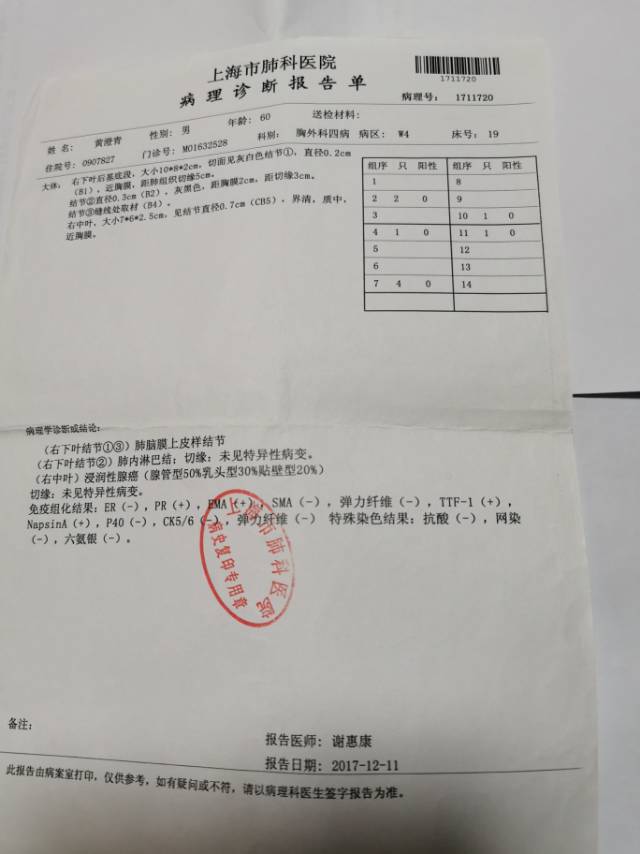 上海市肺科医院
病理诊断报告单
1711720
病理号： 1711720
姓名： 黄澄青 性别： 男 年龄： 60 送检材料：
住院号： 0907827 门诊号： M01632528 科别： 胸外科四病 病区： W4 床号： 19
大体： 右下叶后基底段，大小10*8*2cm，切面见灰白色结节①，直径0.2cm
（B1），近胸膜，距肺组织切缘5cm。
结节②直径0.3cm（B2），灰黑色，距胸膜2cm，距切缘3cm。
结节③缝线处取材（B4）。
右中叶，大小7*6*2.5cm，见结节直径0.7cm（CB5），界清，质中，
近胸膜。
组序 只 阳性 组序 只 阳性
1 8
2 2 0 9
3 10 1 0
4 1 0 11 1 0
5 12
6 13
7 4 0 14
病理学诊断或结论：
（右下叶结节①③）肺脑膜上皮样结节
（右下叶结节②）肺内淋巴结；切缘：未见特异性病变。
（右中叶）浸润性腺癌（腺管型50%乳头型30%贴壁型20%）
切缘：未见特异性病变。
免疫组化结果：ER（-），PR（+），EMA（+），SMA（-），弹力纤维（-），TTF-1（+），
NapsinA（+），P40（-），CK5/6（-），弹力纤维（-） 特殊染色结果：抗酸（-），网染
（-），六氨银（-）。
上海市肺科医院
病史复印专用章
备注：
报告医师： 谢惠康
报告日期： 2017-12-11
此报告由病案室打印，仅供参考，如有疑问或不符，请以病理科医生签字报告为准。